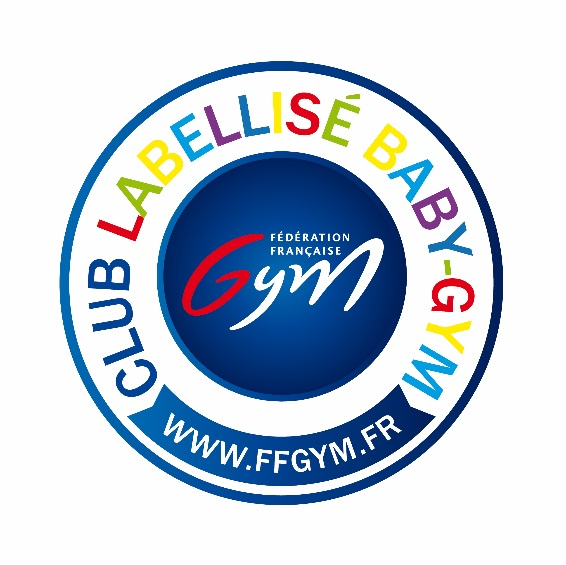 CLUB LABELLISÉ BABY-GYM
FÉDÉRATION
FRANÇAISE
Gym
WWW.FFGYM.FR